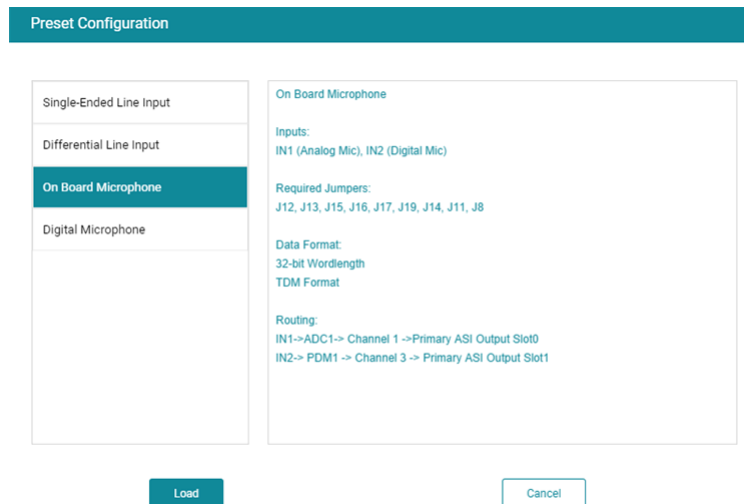 Preset Configuration
Single-Ended Line Input
Differential Line Input
On Board Microphone
Digital Microphone
On Board Microphone
Inputs:
IN1 (Analog Mic), IN2 (Digital Mic)
Required Jumpers:
J12, J13, J15, J16, J17, J19, J14, J11, J8
Data Format:
32-bit Wordlength
TDM Format
Routing:
IN1->ADC1-> Channel 1 ->Primary ASI Output Slot0
IN2-> PDM1 -> Channel 3 -> Primary ASI Output Slot1
Load
Cancel